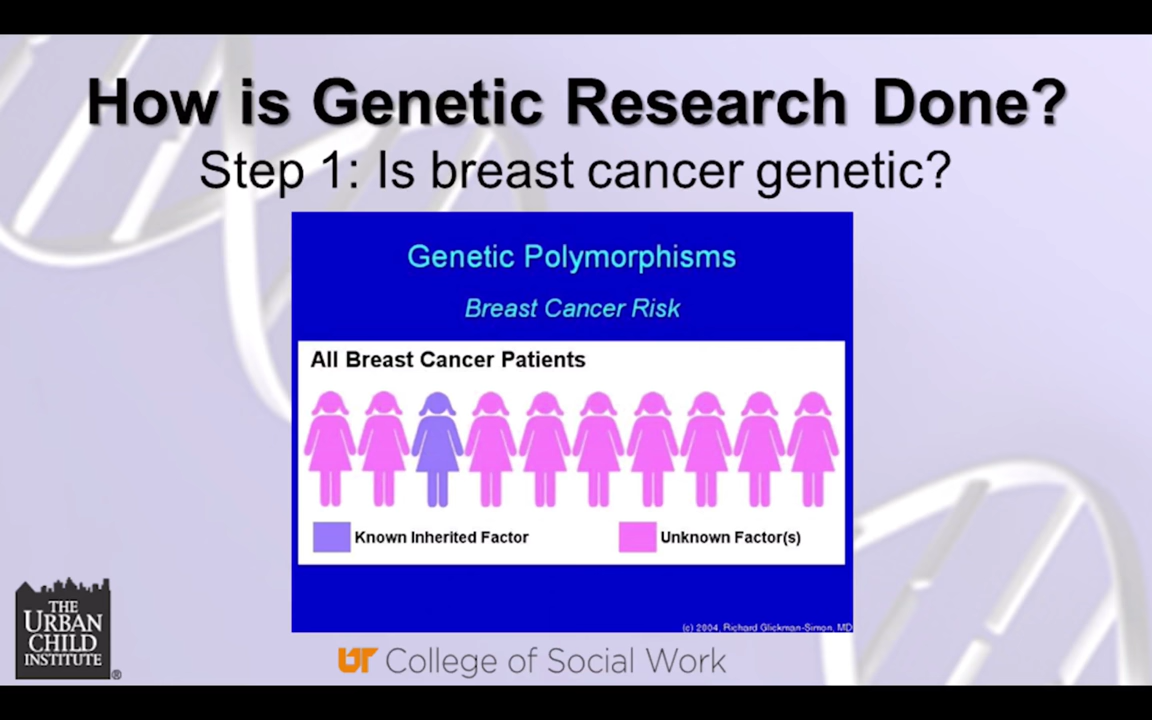 How is Genetic Research Done?
Step 1: Is breast cancer genetic?
Genetic Polymorphisms
Breast Cancer Risk
All Breast Cancer Patients
Known Inherited Factor
Unknown Factor(s)
(c) 2004, Richard Glickman-Simon, MD
THE
URBAN
CHILD
INSTITUTE
®
UT College of Social Work